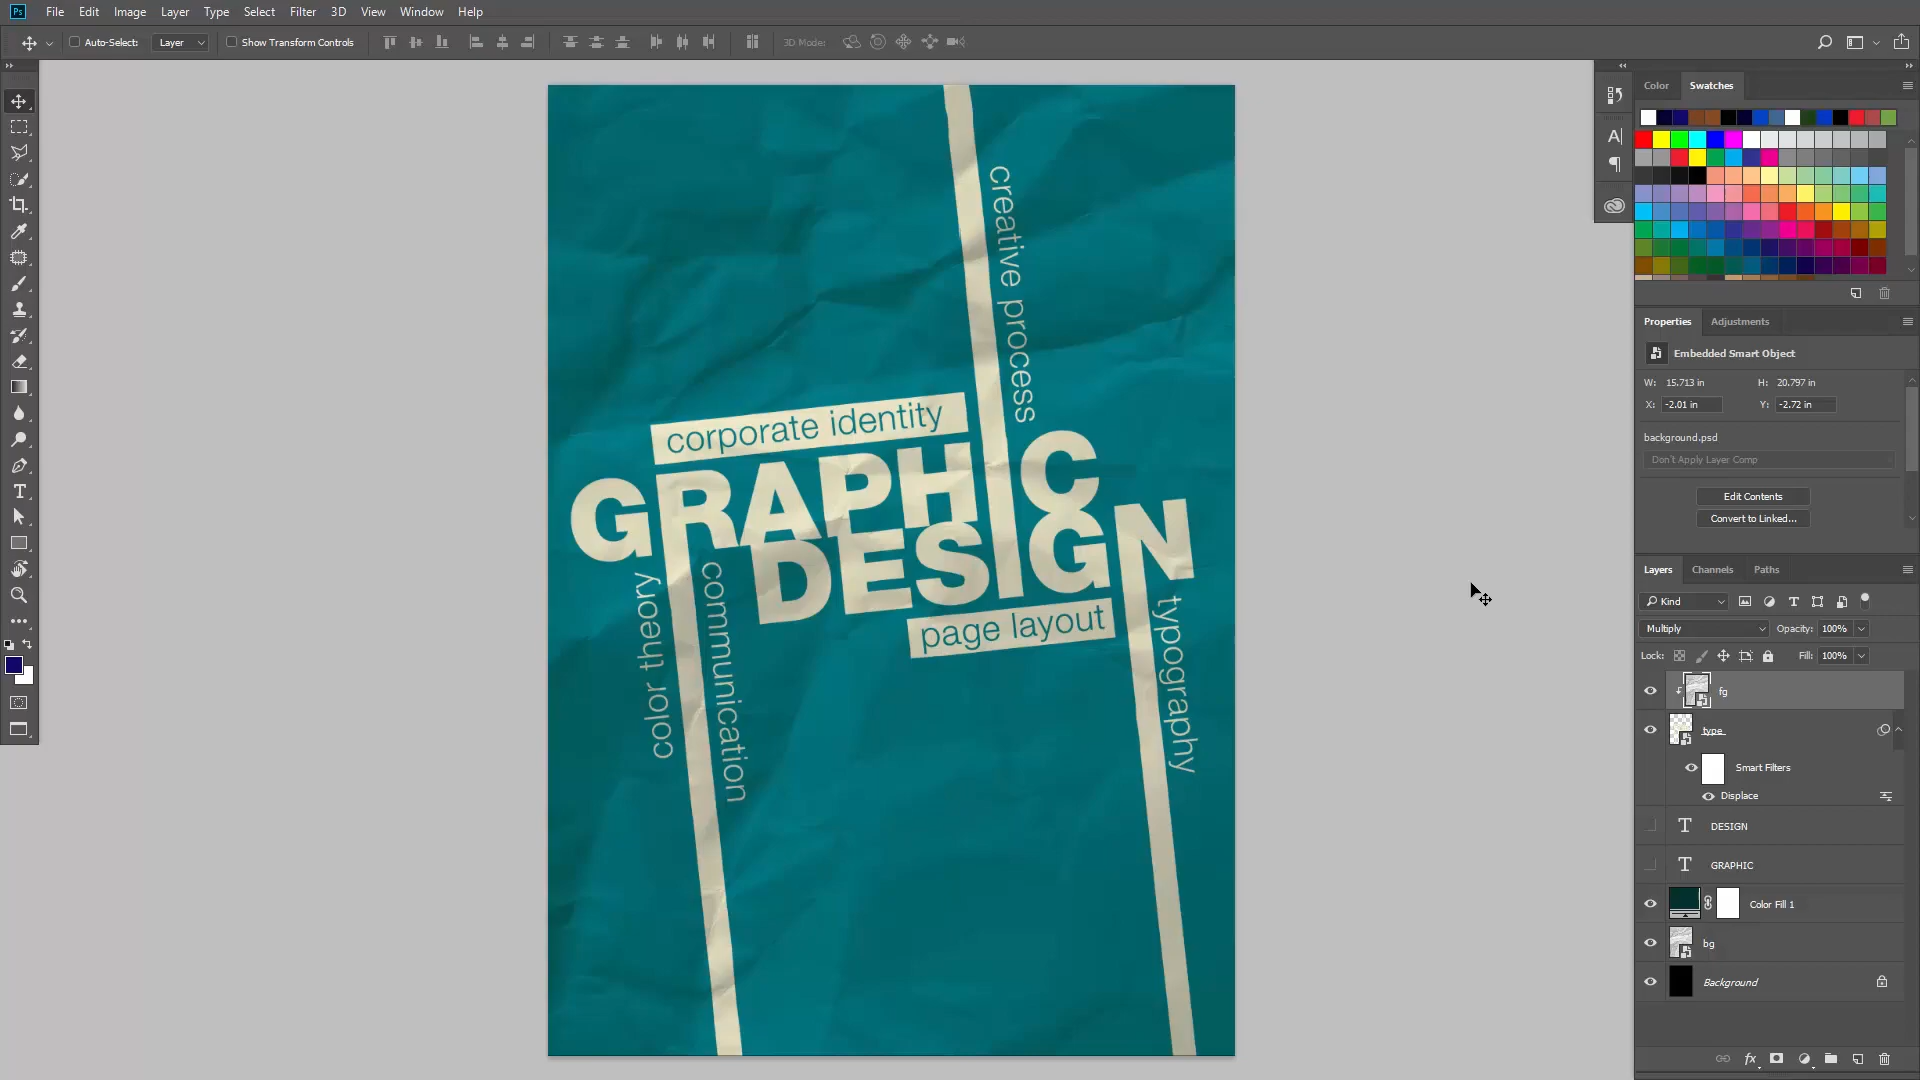 Ps File Edit Image Layer Type Select Filter 3D View Window Help
Auto-Select: Layer Show Transform Controls 3D Mode:
creative process
corporate identity
GRAPHIC
DESIGN
page layout
color theory
communication
typography
Color Swatches
Properties Adjustments
Embedded Smart Object
W: 15.713 in H: 20.797 in
X: -2.01 in Y: -2.72 in
background.psd
Don't Apply Layer Comp
Edit Contents
Convert to Linked...
Layers Channels Paths
Kind
Multiply Opacity: 100%
Lock: Fill: 100%
fg
type
Smart Filters
Displace
T DESIGN
T GRAPHIC
Color Fill 1
bg
Background
fx